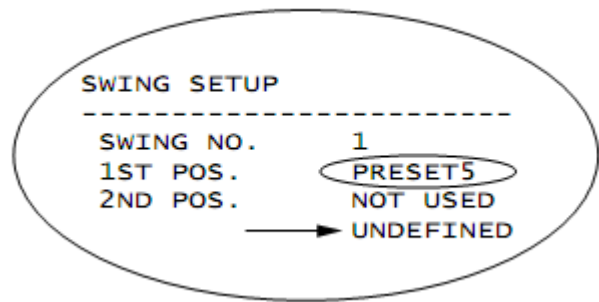 SWING SETUP
--------------------------
SWING NO. 1
1ST POS. PRESET5
2ND POS. NOT USED
UNDEFINED